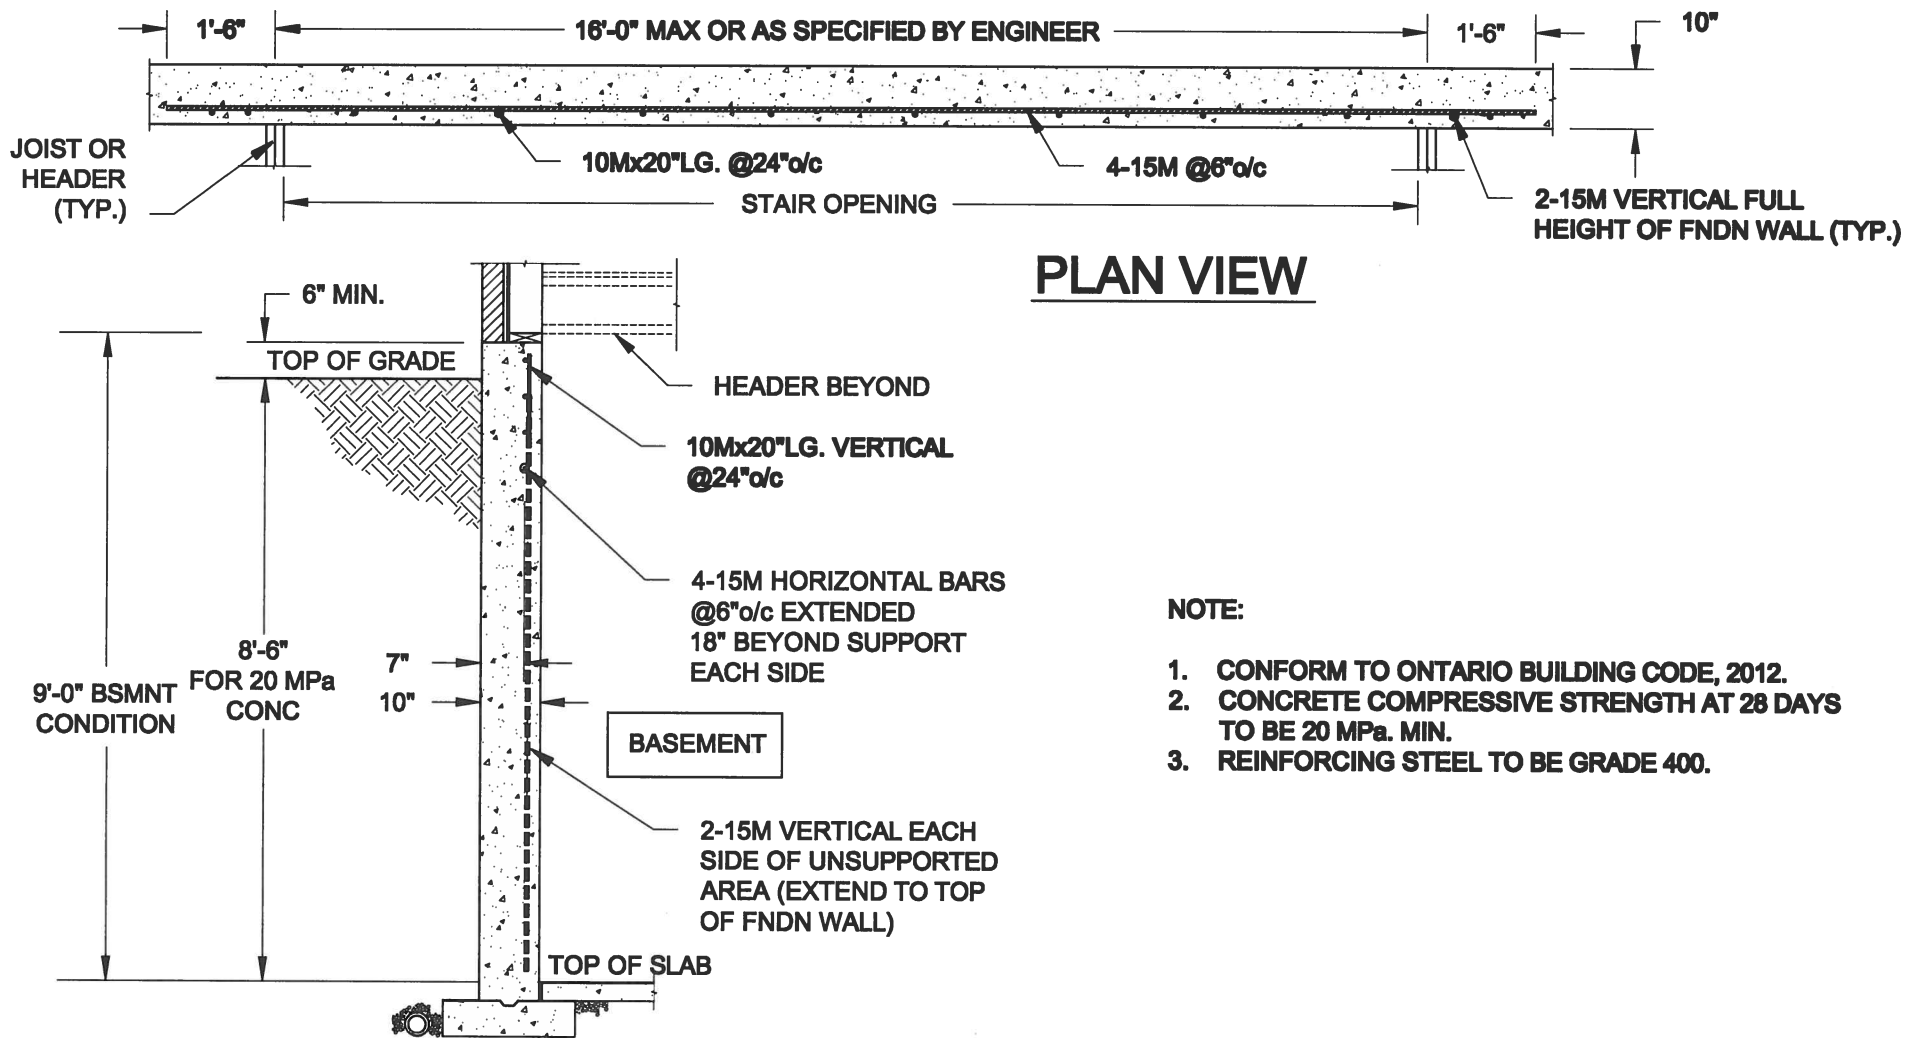 1'-6"
16'-0" MAX OR AS SPECIFIED BY ENGINEER
1'-6"
10"
JOIST OR
HEADER
(TYP.)
10Mx20"LG. @24"o/c
4-15M @6"o/c
STAIR OPENING
2-15M VERTICAL FULL
HEIGHT OF FNDN WALL (TYP.)
PLAN VIEW
6" MIN.
TOP OF GRADE
HEADER BEYOND
10Mx20"LG. VERTICAL
@24"o/c
4-15M HORIZONTAL BARS
@6"o/c EXTENDED
18" BEYOND SUPPORT
EACH SIDE
9'-0" BSMNT
CONDITION
8'-6"
FOR 20 MPa
CONC
7"
10"
BASEMENT
2-15M VERTICAL EACH
SIDE OF UNSUPPORTED
AREA (EXTEND TO TOP
OF FNDN WALL)
TOP OF SLAB
NOTE:
1. CONFORM TO ONTARIO BUILDING CODE, 2012.
2. CONCRETE COMPRESSIVE STRENGTH AT 28 DAYS
TO BE 20 MPa. MIN.
3. REINFORCING STEEL TO BE GRADE 400.